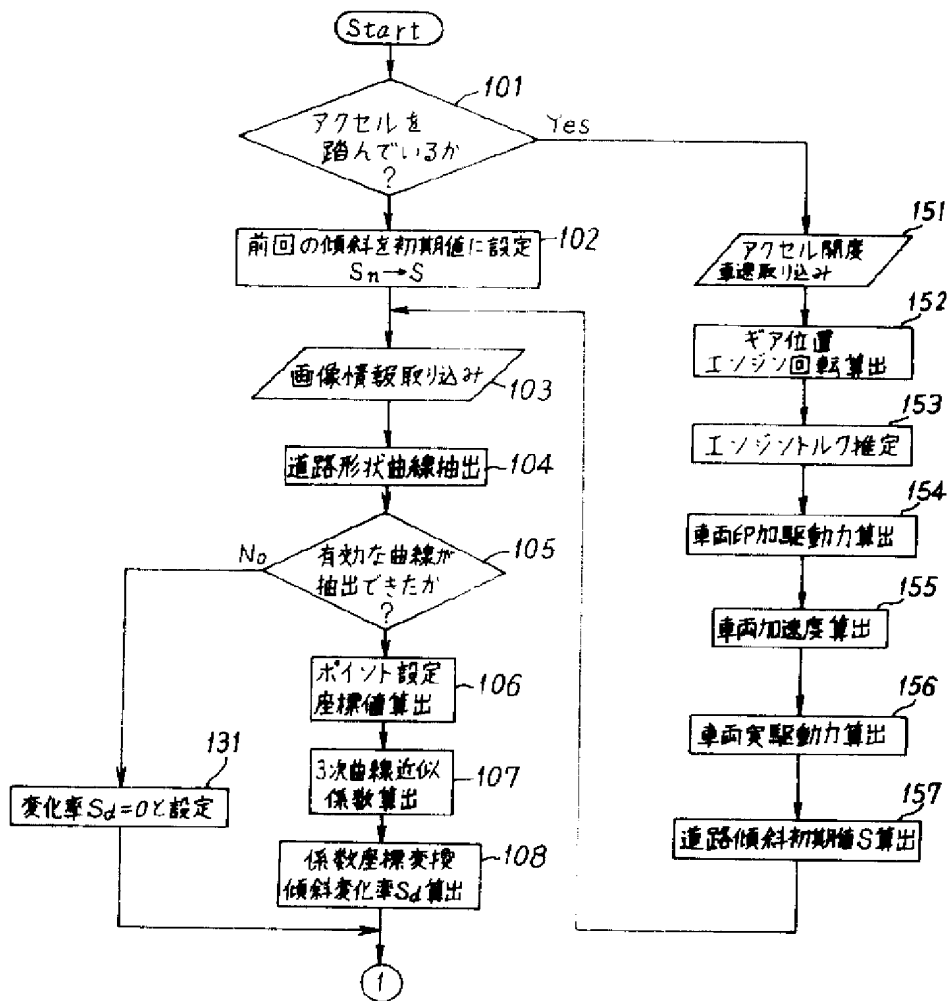 Start
101
アクセルを
踏んでいるか
?
Yes
前回の傾斜を初期値に設定
Sn→S
102
画像情報取り込み
103
道路形状曲線抽出
104
有効な曲線が
抽出できたか
?
105
No
ポイント設定
座標値算出
106
3次曲線近似
係数算出
107
131
変化率Sd=0と設定
係数座標変換
傾斜変化率Sd算出
108
1
151
アクセル開度
車速取り込み
152
ギア位置
エンジン回転算出
153
エンジントルク推定
154
車両印加駆動力算出
155
車両加速度算出
156
車両実駆動力算出
157
道路傾斜初期値S算出